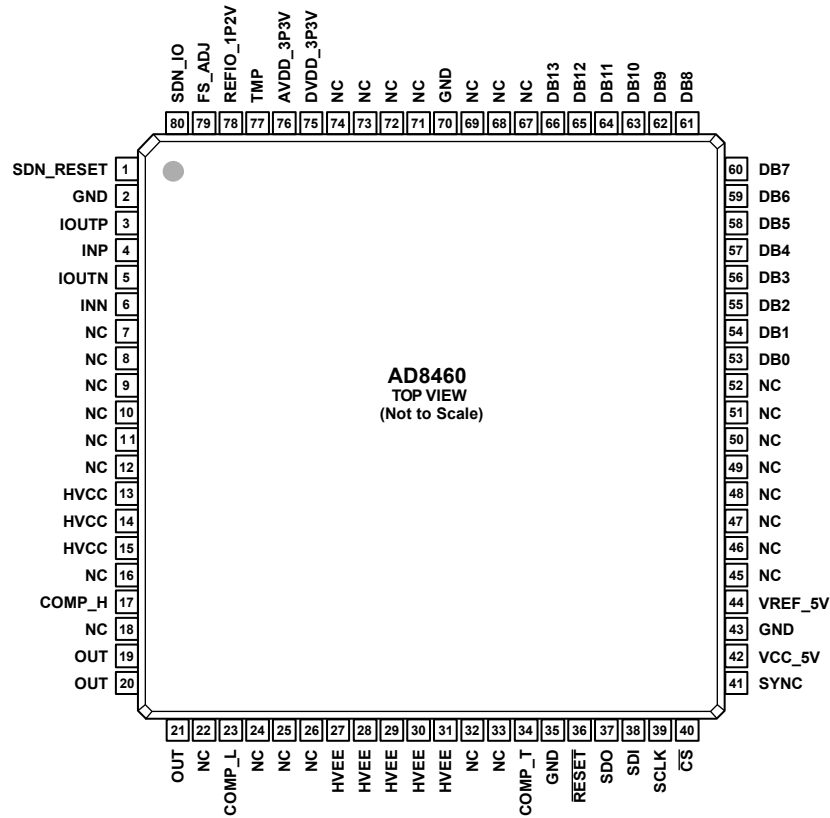 SDN_IO
FS_ADJ
REFIO_1P2V
TMP
AVDD_3P3V
DVDD_3P3V
NC
NC
NC
NC
GND
NC
NC
NC
DB13
DB12
DB11
DB10
DB9
DB8
80 79 78 77 76 75 74 73 72 71 70 69 68 67 66 65 64 63 62 61
SDN_RESET 1
GND 2
IOUTP 3
INP 4
IOUTN 5
INN 6
NC 7
NC 8
NC 9
NC 10
NC 11
NC 12
HVCC 13
HVCC 14
HVCC 15
NC 16
COMP_H 17
NC 18
OUT 19
OUT 20
AD8460
TOP VIEW
(Not to Scale)
60 DB7
59 DB6
58 DB5
57 DB4
56 DB3
55 DB2
54 DB1
53 DB0
52 NC
51 NC
50 NC
49 NC
48 NC
47 NC
46 NC
45 NC
44 VREF_5V
43 GND
42 VCC_5V
41 SYNC
21 22 23 24 25 26 27 28 29 30 31 32 33 34 35 36 37 38 39 40
OUT
NC
COMP_L
NC
NC
NC
HVEE
HVEE
HVEE
HVEE
HVEE
NC
NC
COMP_T
GND
RESET
SDO
SDI
SCLK
CS